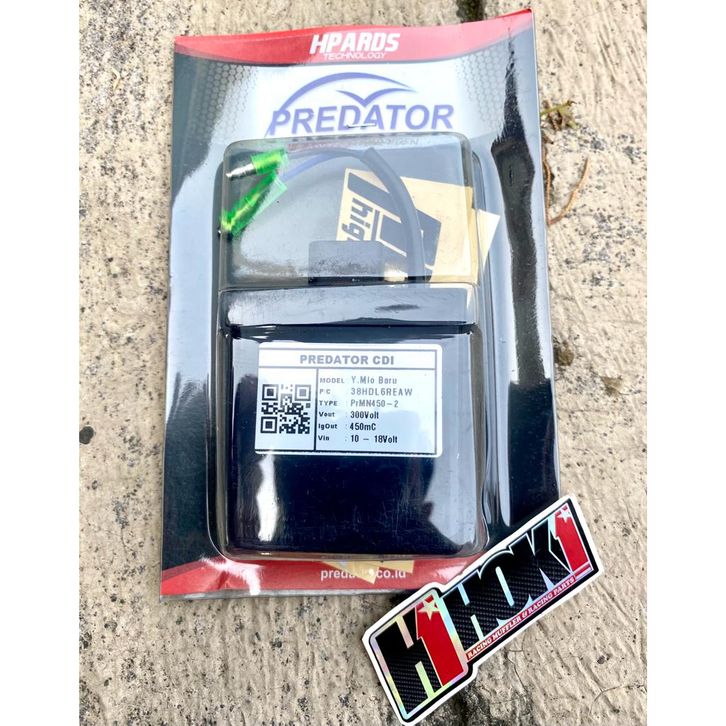 HPARDS
TECHNOLOGY
PREDATOR
PREDATOR CDI
MODEL : Y.Mio Baru
P C : 38HDL6REAW
TYPE : PrMN450-2
Vout : 300Volt
IgOut : 450mC
Vin : 10 - 18Volt
H1HOK1
RACING MUFFLER & RACING PARTS